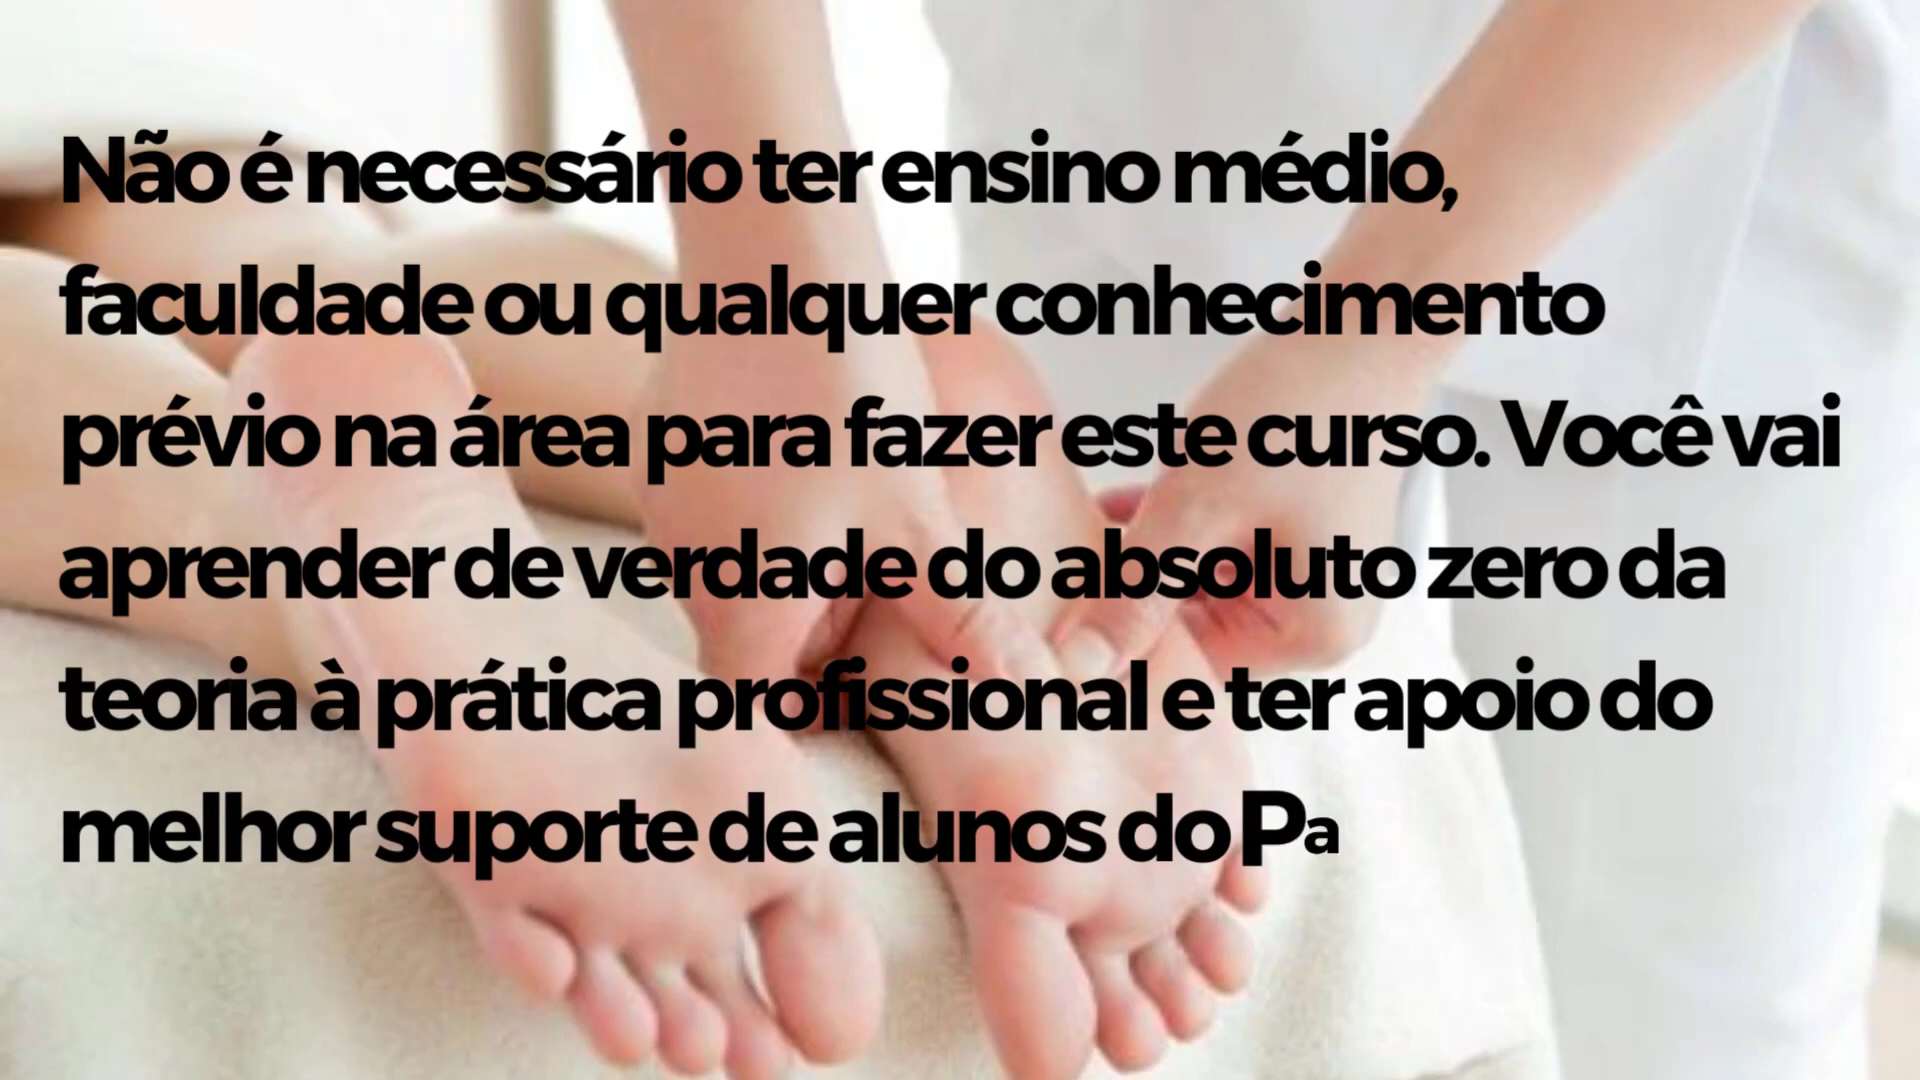 Não é necessário ter ensino médio,
faculdade ou qualquer conhecimento
prévio na área para fazer este curso. Você vai
aprender de verdade do absoluto zero da
teoria à prática profissional e ter apoio do
melhor suporte de alunos do Pa